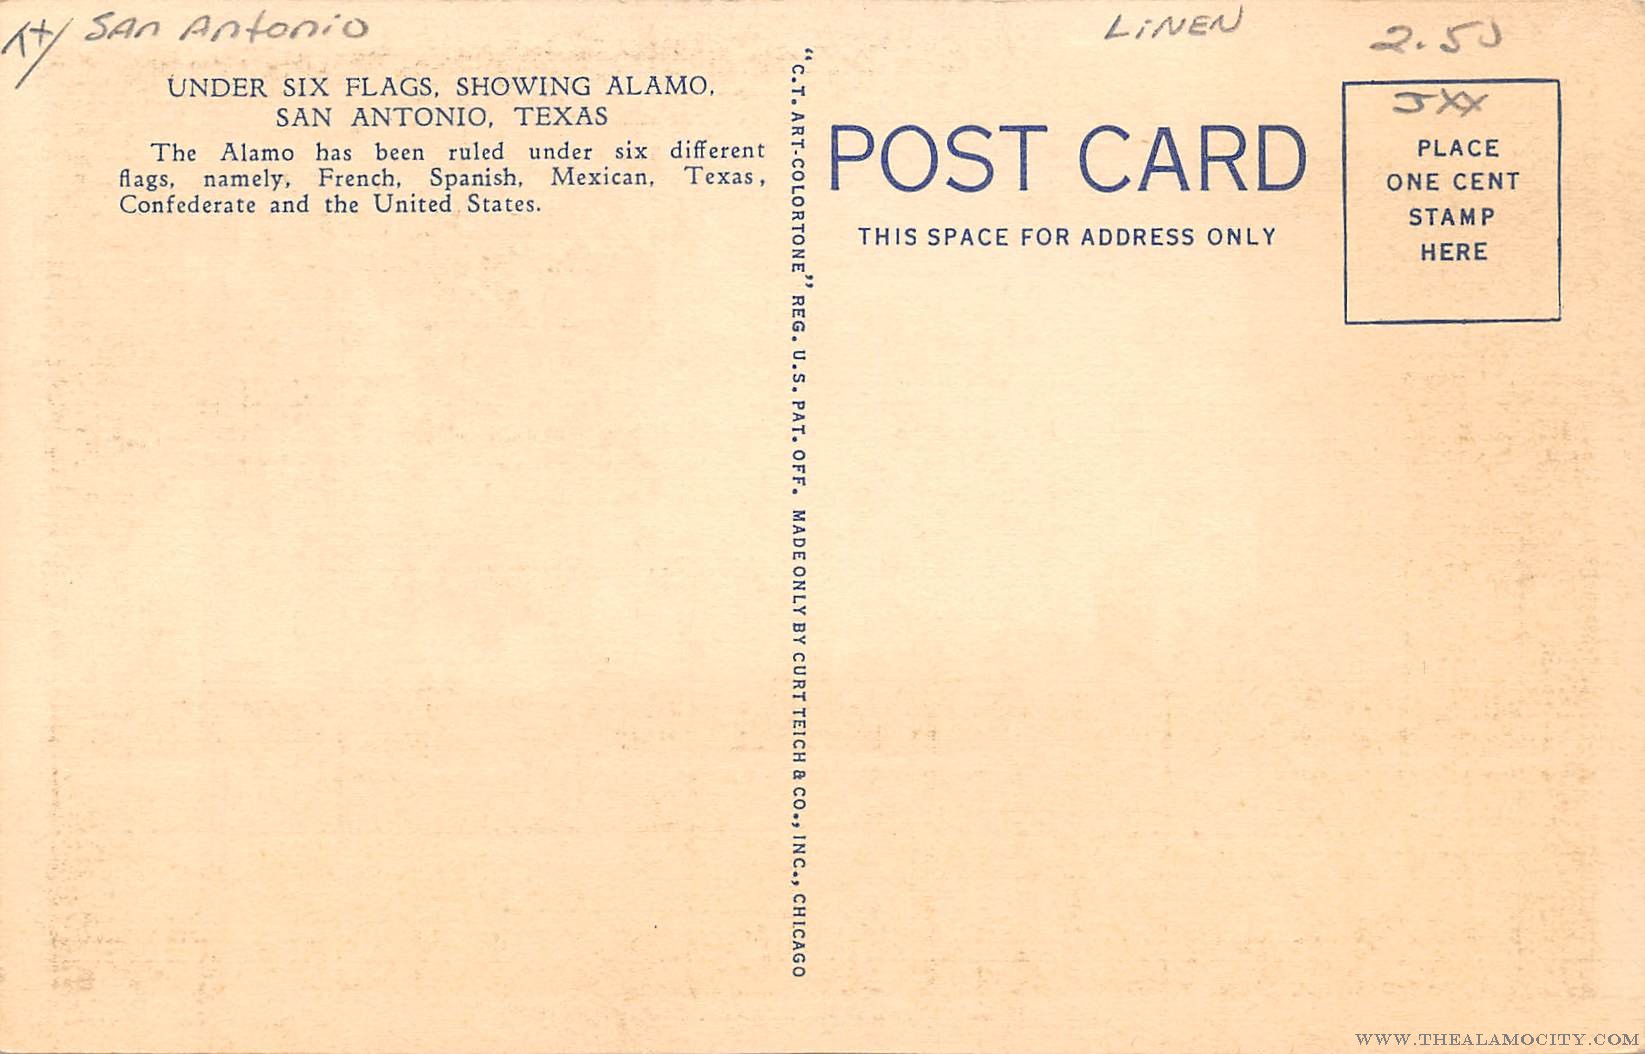 TX/ SAn Antonio
LiNEN
2.50
UNDER SIX FLAGS, SHOWING ALAMO,
SAN ANTONIO, TEXAS
The Alamo has been ruled under six different
flags, namely, French, Spanish, Mexican, Texas,
Confederate and the United States.
"C.T. ART-COLORTONE" REG. U.S. PAT. OFF. MADE ONLY BY CURT TEICH & CO., INC., CHICAGO
POST CARD
THIS SPACE FOR ADDRESS ONLY
JXX
PLACE
ONE CENT
STAMP
HERE
WWW.THEALAMOCITY.COM